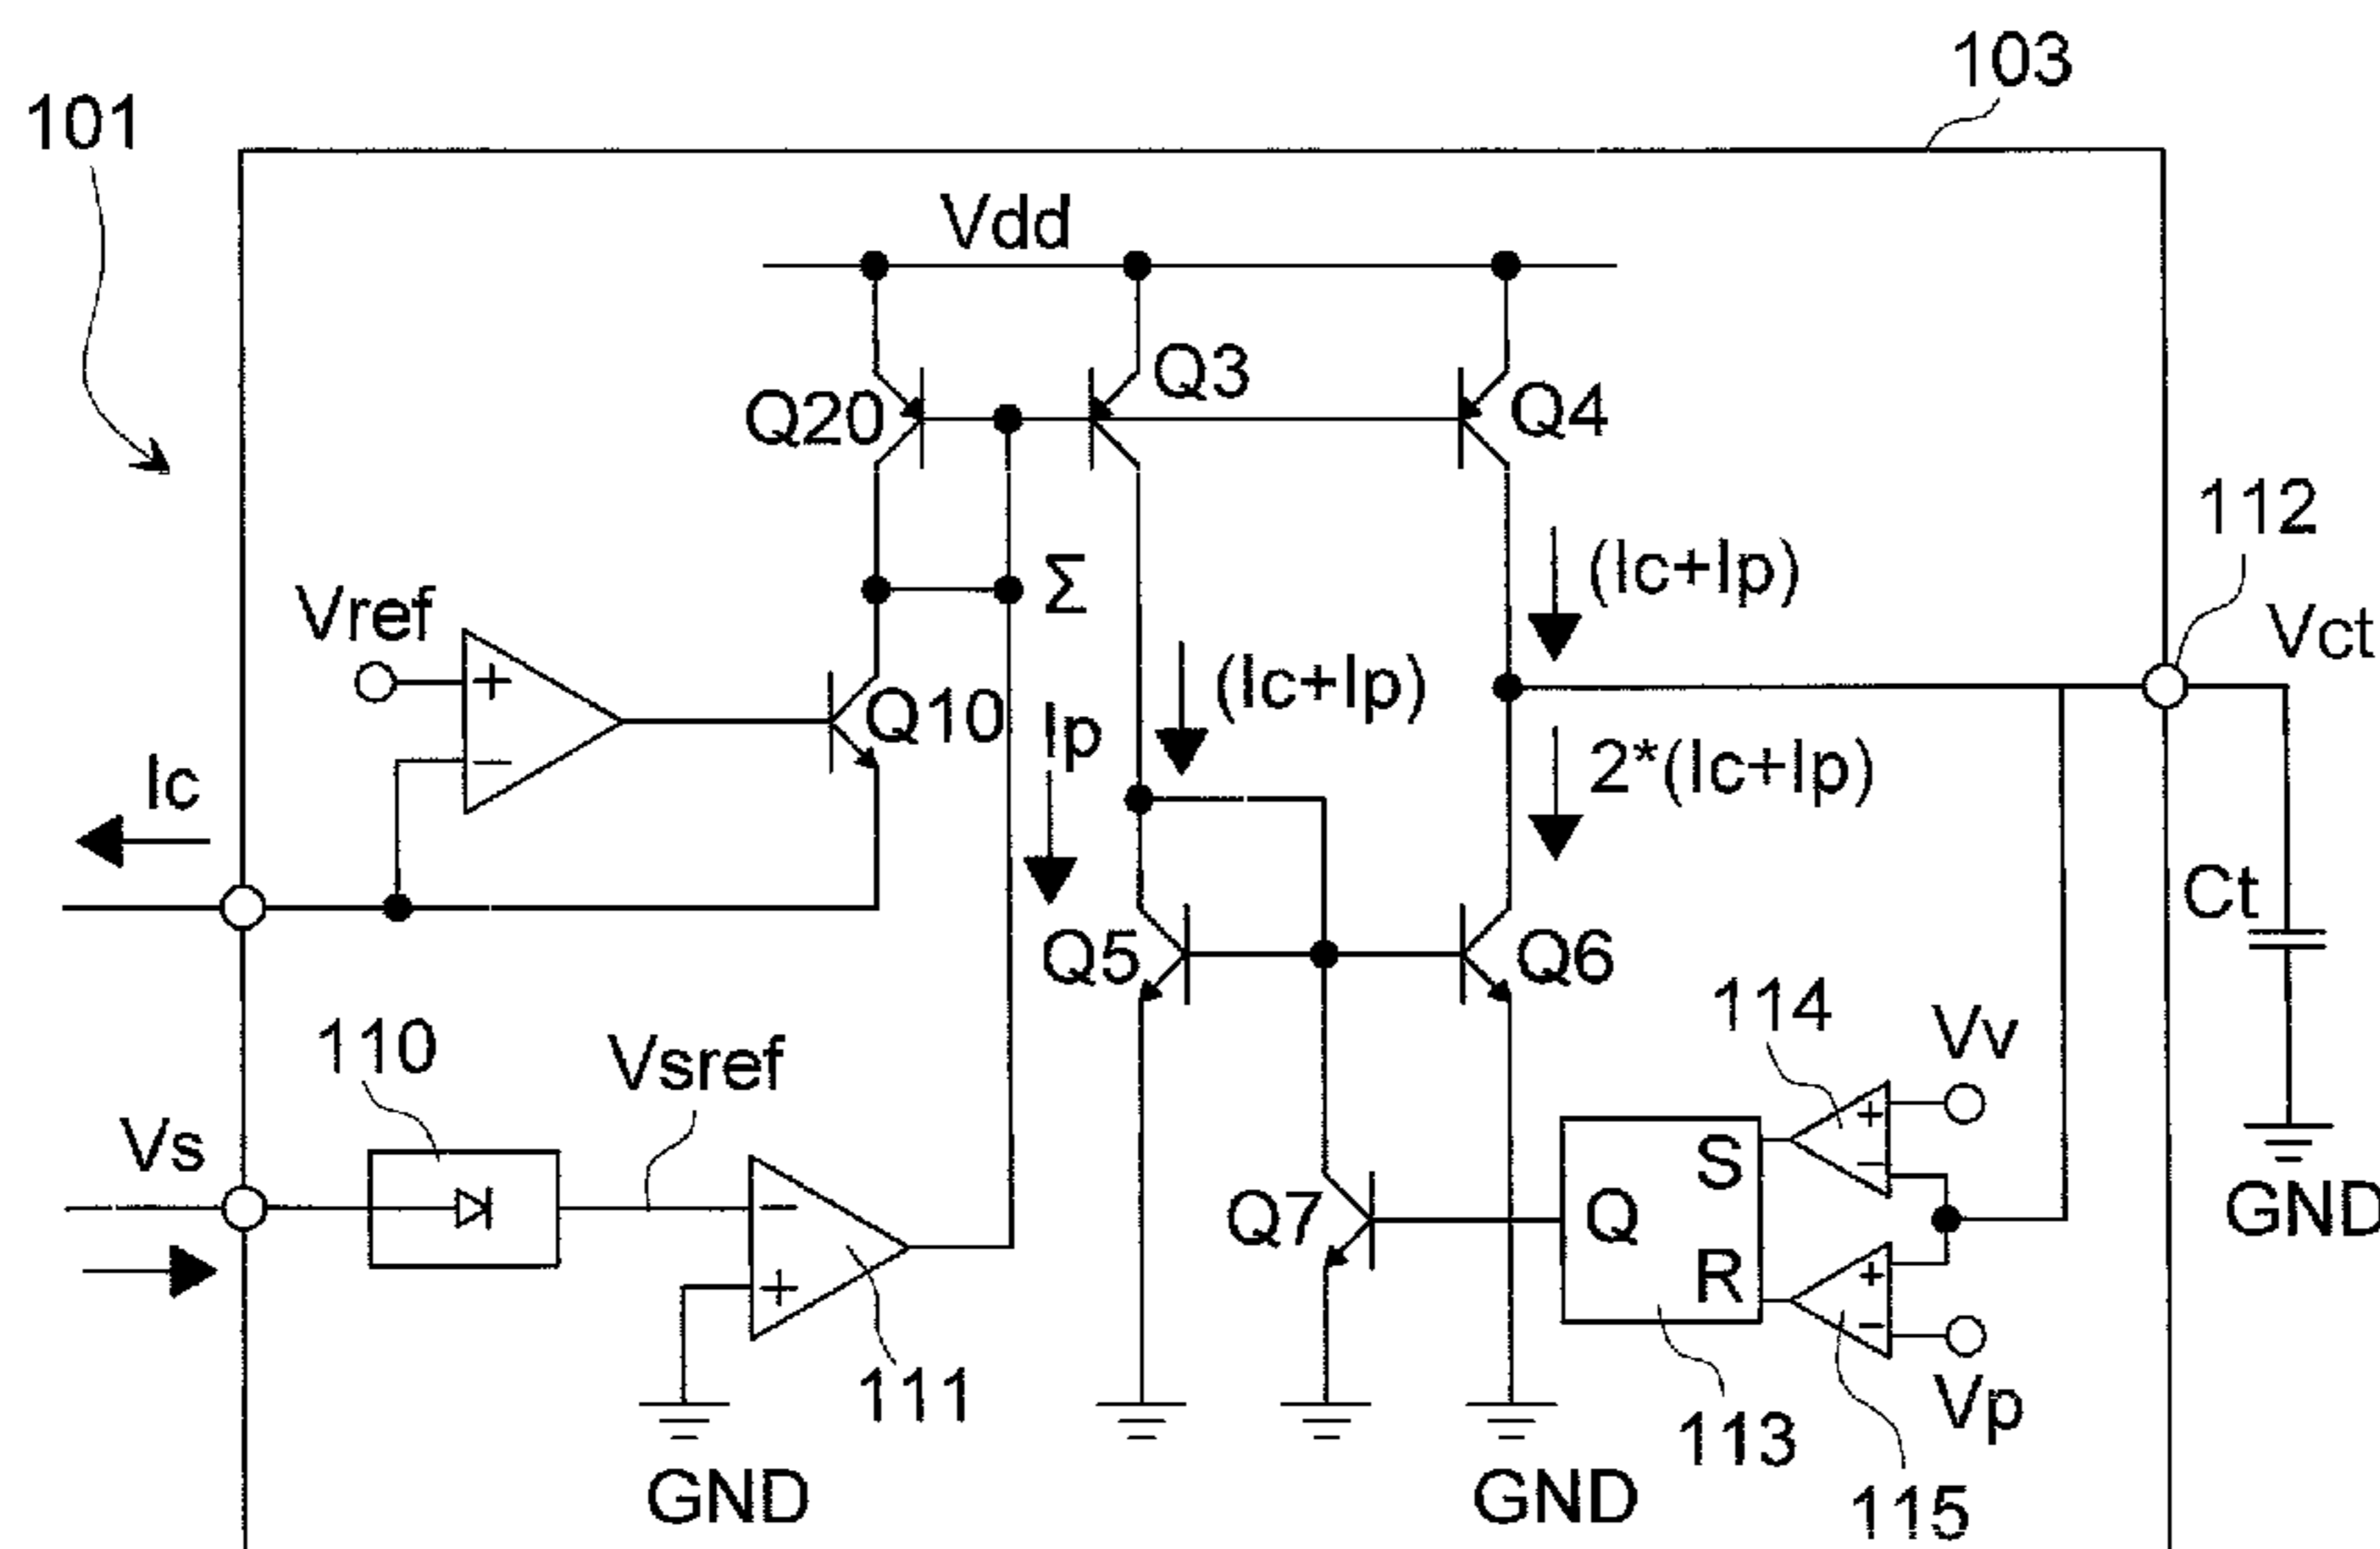 103
101
Vdd
Q20
Q3
Q4
112
Vref
+
−
Σ
(Ic+Ip)
Vct
(Ic+Ip)
Q10
Ip
2*(Ic+Ip)
Ic
Ct
Q5
Q6
110
Vsref
114
Vv
Vs
+
−
S
Q
R
Q7
GND
−
+
+
−
111
113
Vp
115
GND
GND